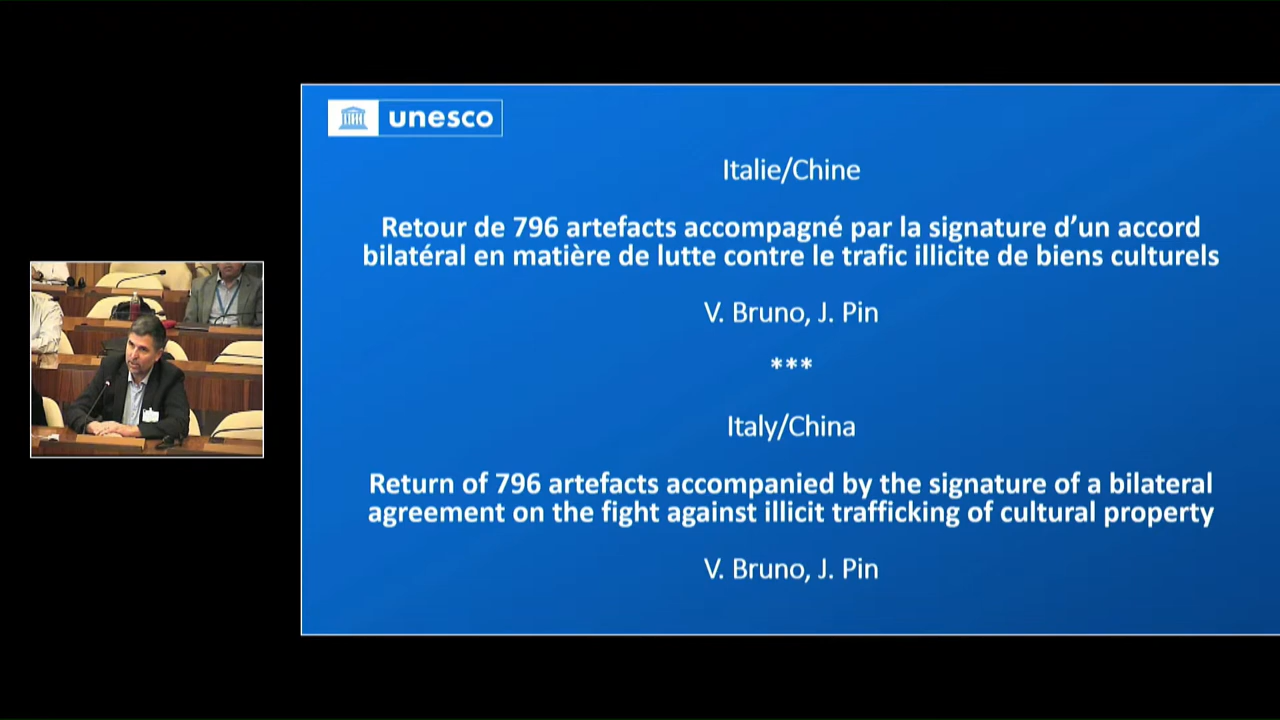 unesco
Italie/Chine
Retour de 796 artefacts accompagné par la signature d’un accord
bilatéral en matière de lutte contre le trafic illicite de biens culturels
V. Bruno, J. Pin
***
Italy/China
Return of 796 artefacts accompanied by the signature of a bilateral
agreement on the fight against illicit trafficking of cultural property
V. Bruno, J. Pin